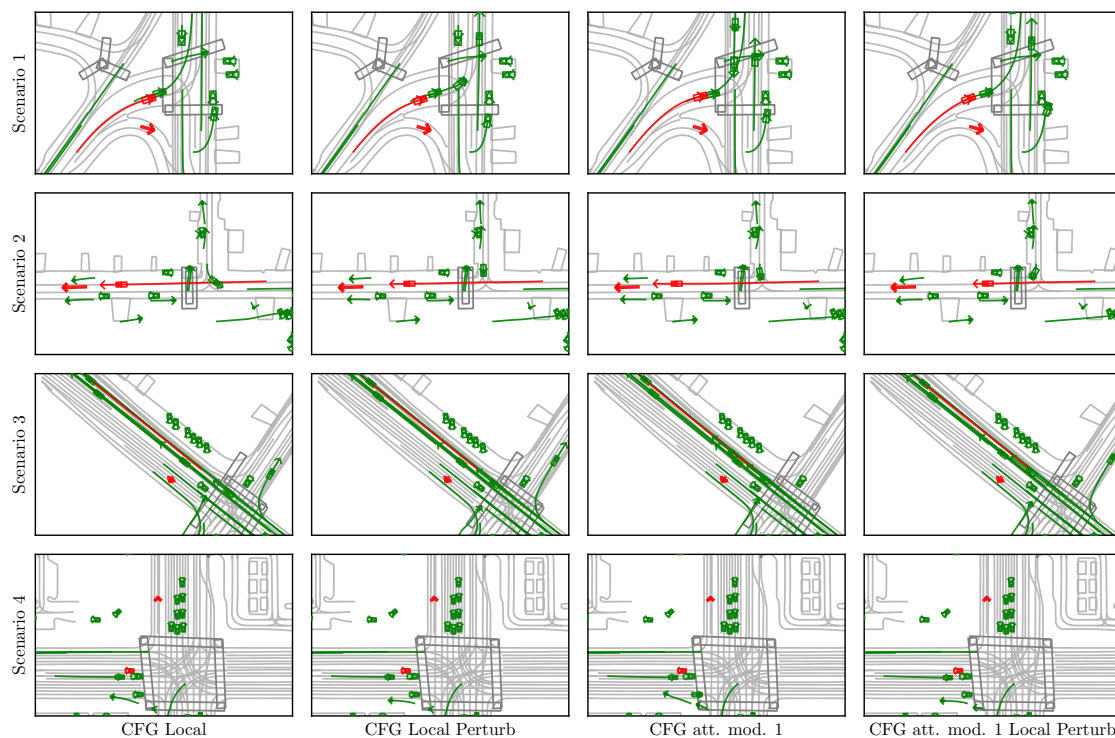 Scenario 1
Scenario 2
Scenario 3
Scenario 4
CFG Local
CFG Local Perturb
CFG att. mod. 1
CFG att. mod. 1 Local Perturb